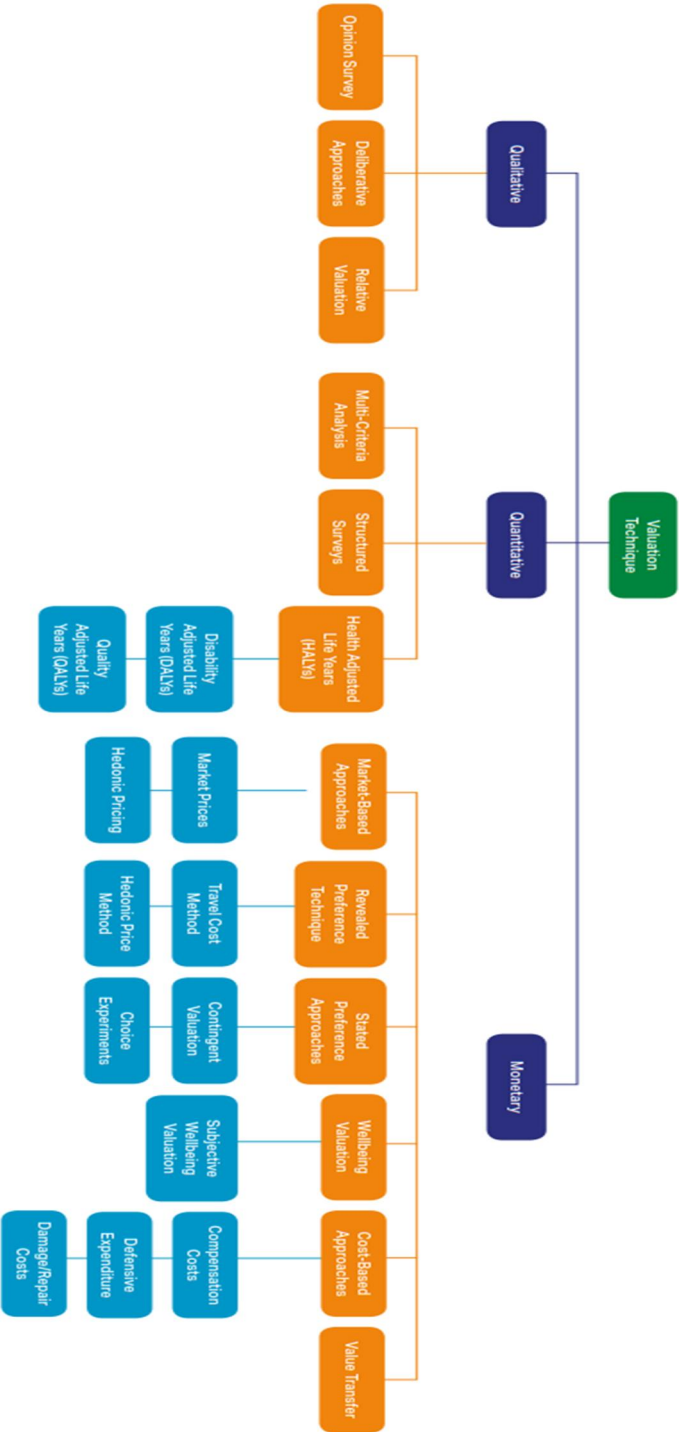 Valuation
Technique
Qualitative
Quantitative
Monetary
Opinion Survey
Deliberative
Approaches
Relative
Valuation
Multi-Criteria
Analysis
Structured
Surveys
Health Adjusted
Life Years
(HALYs)
Market-Based
Approaches
Revealed
Preference
Technique
Stated
Preference
Approaches
Wellbeing
Valuation
Cost-Based
Approaches
Value Transfer
Disability
Adjusted Life
Years (DALYs)
Quality
Adjusted Life
Years (QALYs)
Market Prices
Hedonic Pricing
Travel Cost
Method
Hedonic Price
Method
Contingent
Valuation
Choice
Experiments
Subjective
Wellbeing
Valuation
Compensation
Costs
Defensive
Expenditure
Damage/Repair
Costs